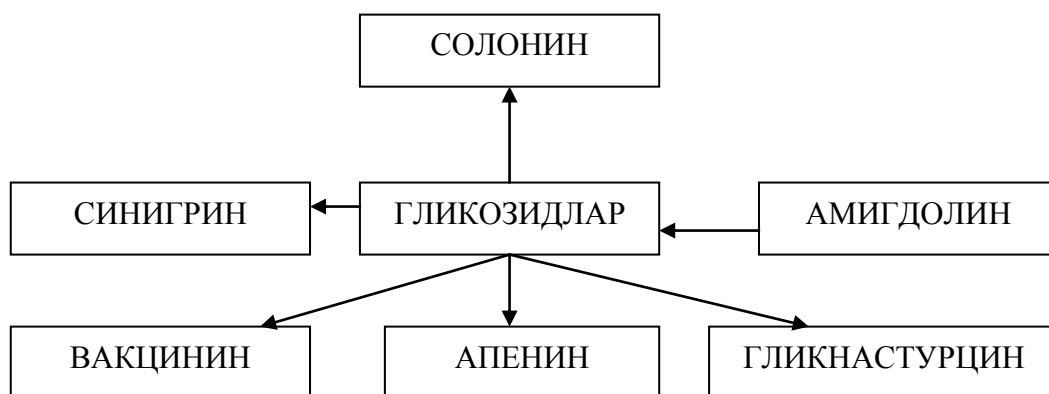 СОЛОНИН
СИНИГРИН
ГЛИКОЗИДЛАР
АМИГДОЛИН
ВАКЦИНИН
АПЕНИН
ГЛИКНАСТУРЦИН